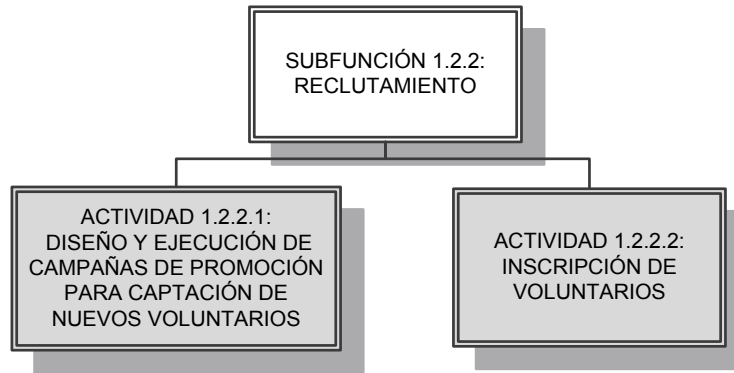 SUBFUNCIÓN 1.2.2:
RECLUTAMIENTO
ACTIVIDAD 1.2.2.1:
DISEÑO Y EJECUCIÓN DE
CAMPAÑAS DE PROMOCIÓN
PARA CAPTACIÓN DE
NUEVOS VOLUNTARIOS
ACTIVIDAD 1.2.2.2:
INSCRIPCIÓN DE
VOLUNTARIOS